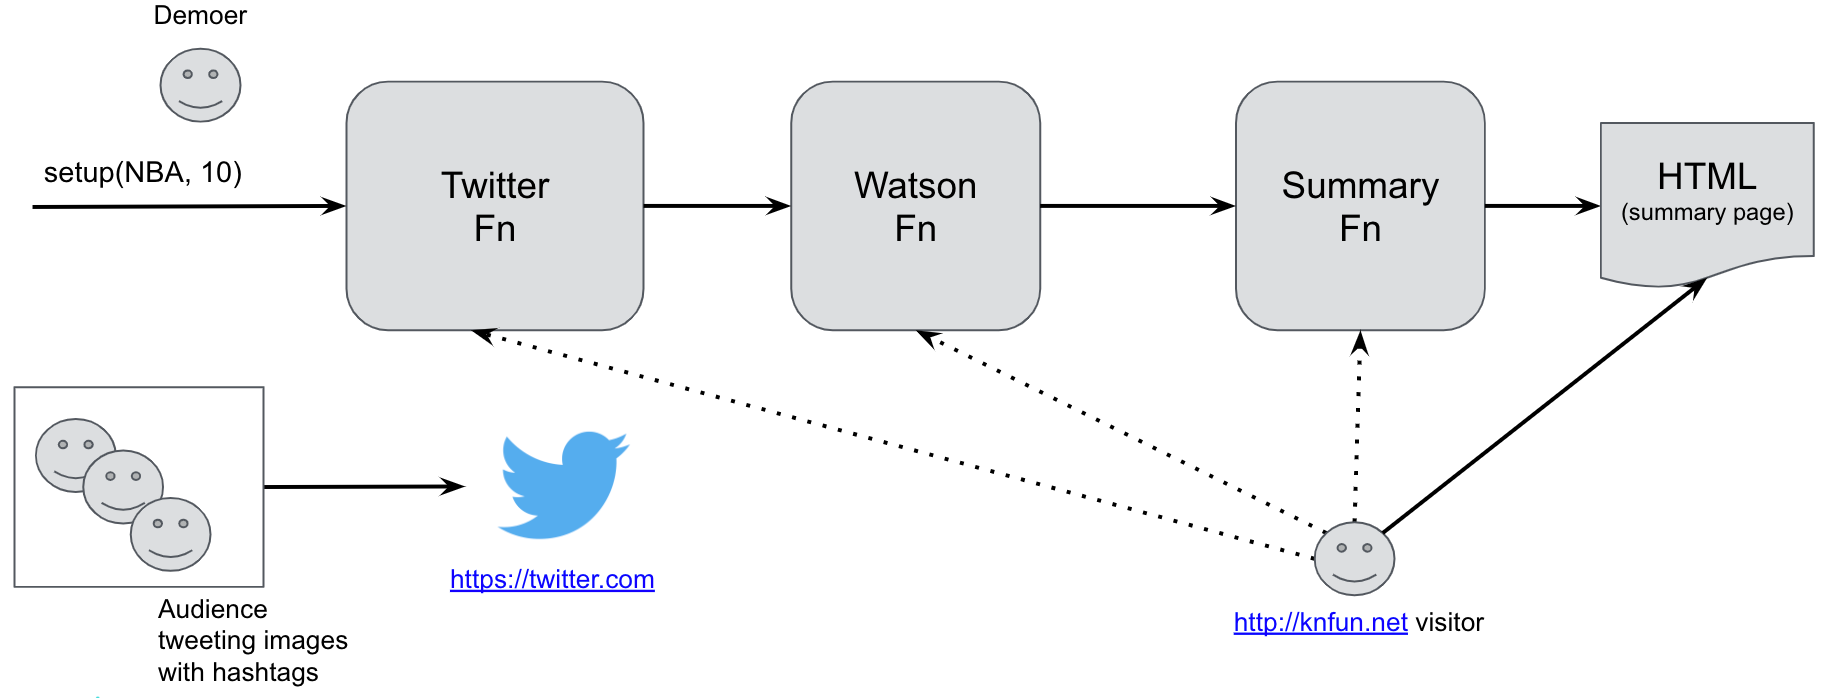 Demoer
setup(NBA, 10)
Twitter
Fn
Watson
Fn
Summary
Fn
HTML
(summary page)
https://twitter.com
Audience
tweeting images
with hashtags
http://knfun.net visitor